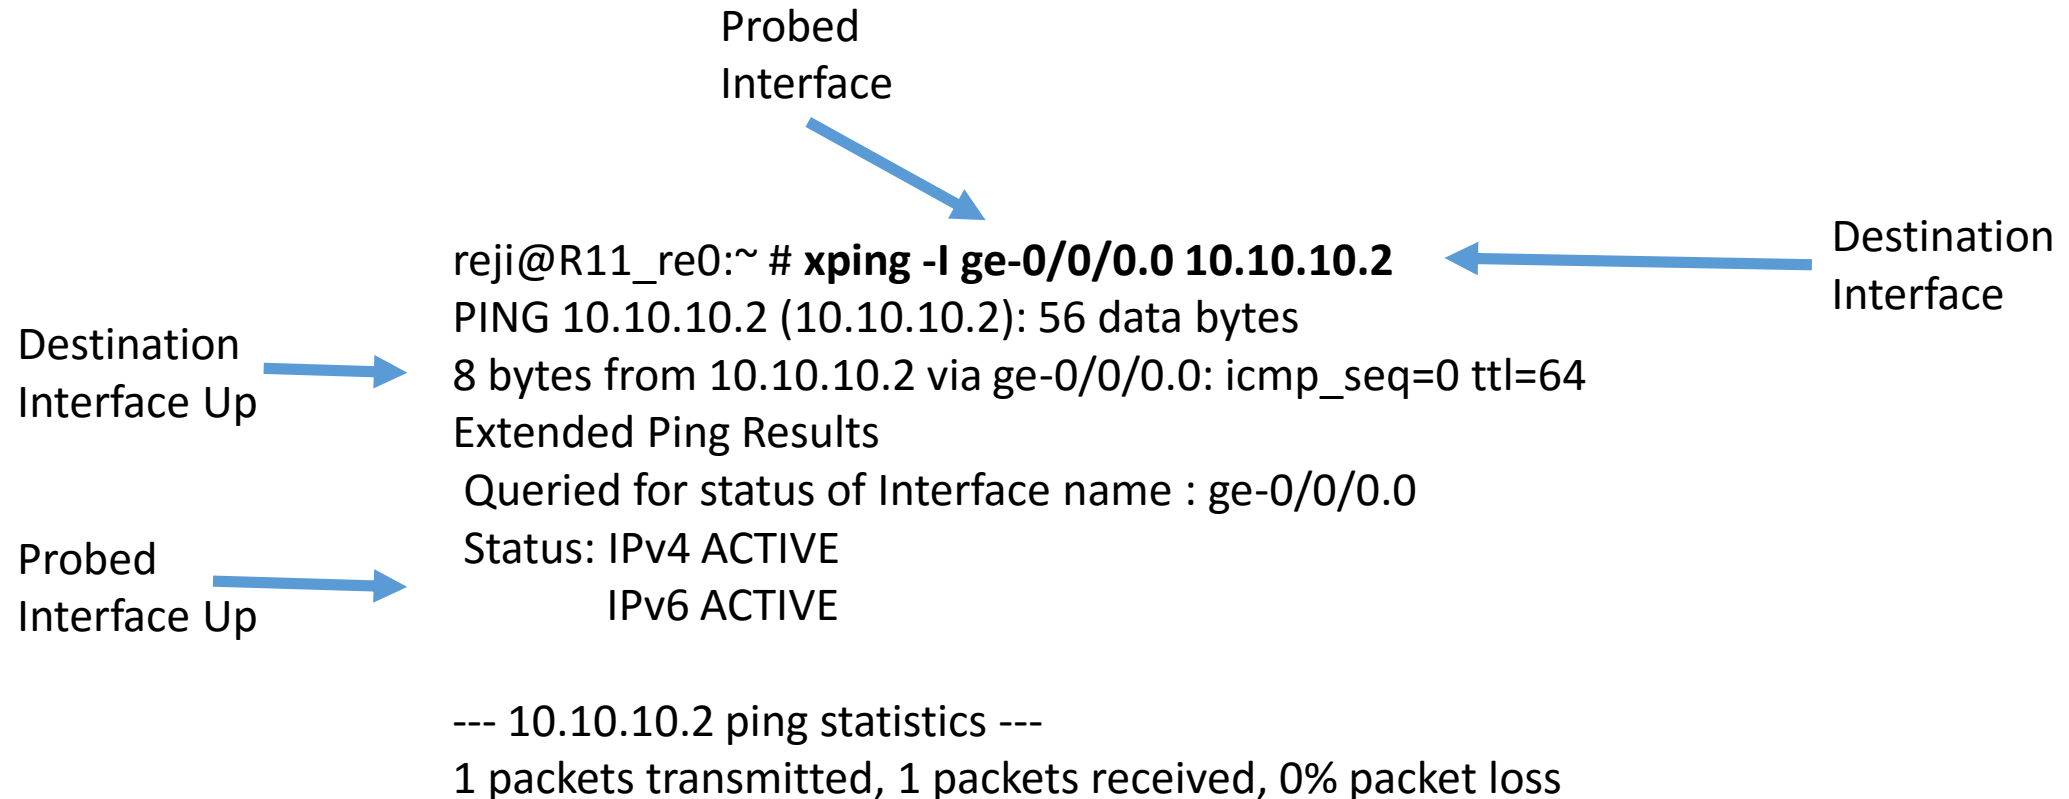 Probed
Interface
reji@R11_re0:~ # xping -I ge-0/0/0.0 10.10.10.2
Destination
Interface
PING 10.10.10.2 (10.10.10.2): 56 data bytes
Destination
Interface Up
8 bytes from 10.10.10.2 via ge-0/0/0.0: icmp_seq=0 ttl=64
Extended Ping Results
Queried for status of Interface name : ge-0/0/0.0
Probed
Interface Up
Status: IPv4 ACTIVE
IPv6 ACTIVE
--- 10.10.10.2 ping statistics ---
1 packets transmitted, 1 packets received, 0% packet loss